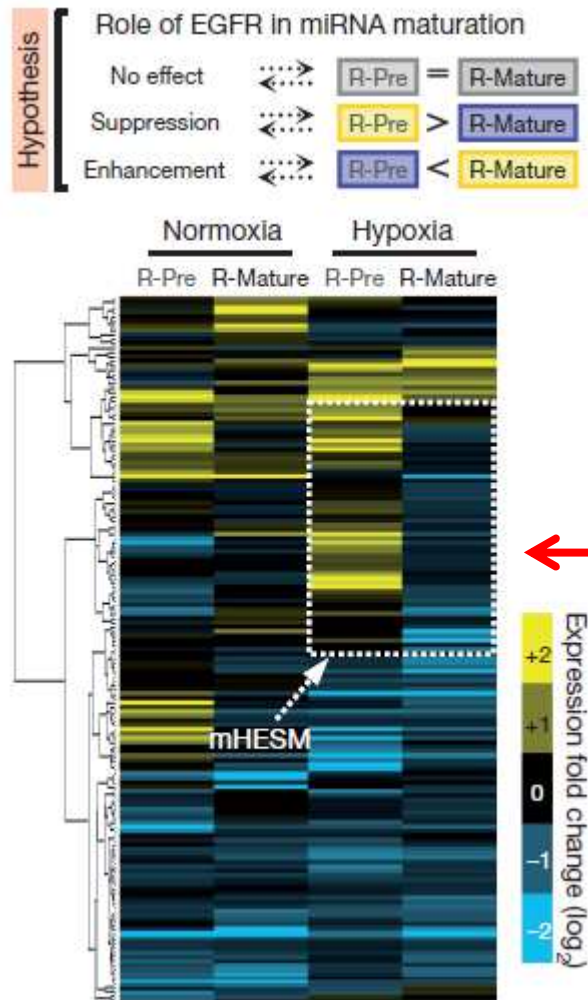 Hypothesis
Role of EGFR in miRNA maturation
No effect R-Pre = R-Mature
Suppression R-Pre > R-Mature
Enhancement R-Pre < R-Mature
Normoxia Hypoxia
R-Pre R-Mature R-Pre R-Mature
mHESM
+2
+1
0
−1
−2
Expression fold change (log2)